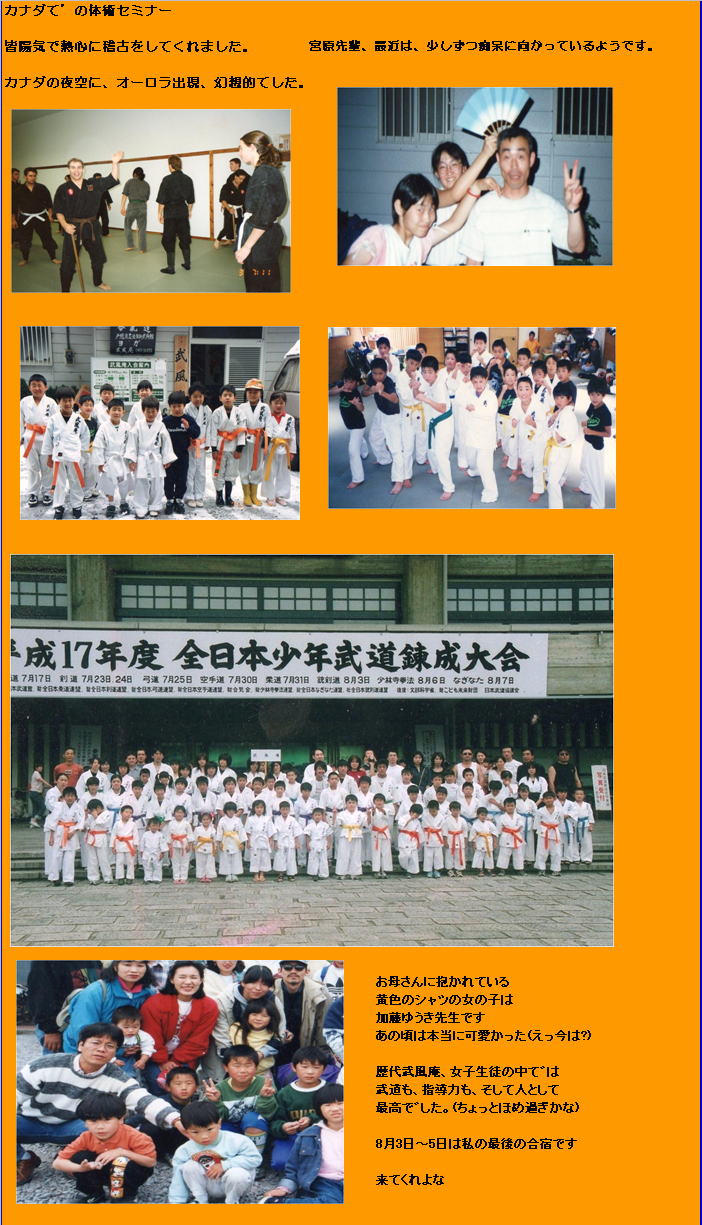 カナダて゛の体術セミナー
皆陽気で熱心に稽古をしてくれました。
宮原先輩、最近は、少しずつ痴呆に向かっているようです。
カナダの夜空に、オーロラ出現、幻想的でした。
武風
武風庵入会案内
平成17年度 全日本少年武道錬成大会
道 7月17日 剣 道 7月23日.24日 弓 道 7月25日 空手道 7月30日 柔道 7月31日 銃剣道 8月3日 少林寺拳法 8月6日 なぎなた 8月7日
お母さんに抱かれている
黄色のシャツの女の子は
加藤ゆうき先生です
あの頃は本当に可愛かった(えっ今は?)
歴代武風庵、女子生徒の中で゛は
武道も、指導力も、そして人として
最高で゛した。(ちょっとほめ過ぎかな)
8月3日～5日は私の最後の合宿です
来てくれよな